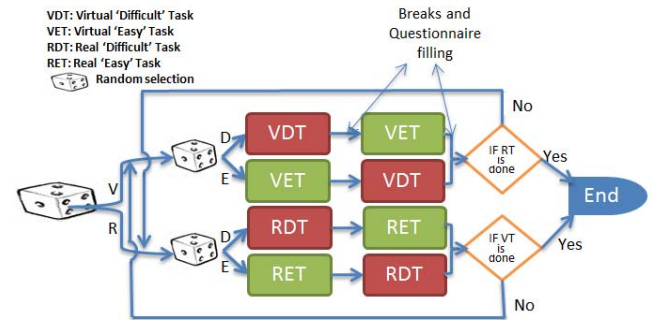 VDT: Virtual ‘Difficult’ Task
VET: Virtual ‘Easy’ Task
RDT: Real ‘Difficult’ Task
RET: Real ‘Easy’ Task
Random selection
Breaks and
Questionnaire
filling
No
D
VDT
VET
IF RT
is
done
Yes
E
VET
VDT
V
End
R
D
RDT
RET
IF VT
is
done
Yes
E
RET
RDT
No